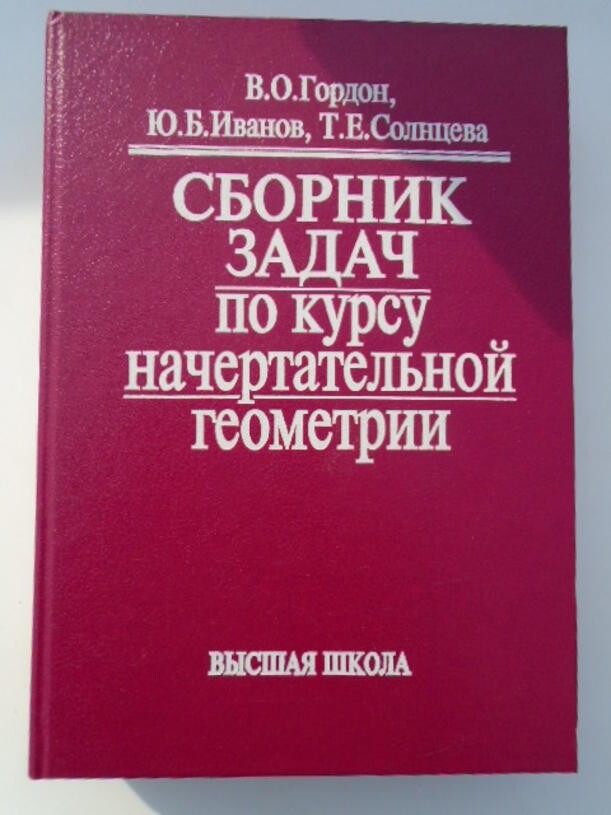 В.О.Гордон,
Ю.Б.Иванов, Т.Е.Солнцева
СБОРНИК
ЗАДАЧ
по курсу
начертательной
геометрии
ВЫСШАЯ ШКОЛА